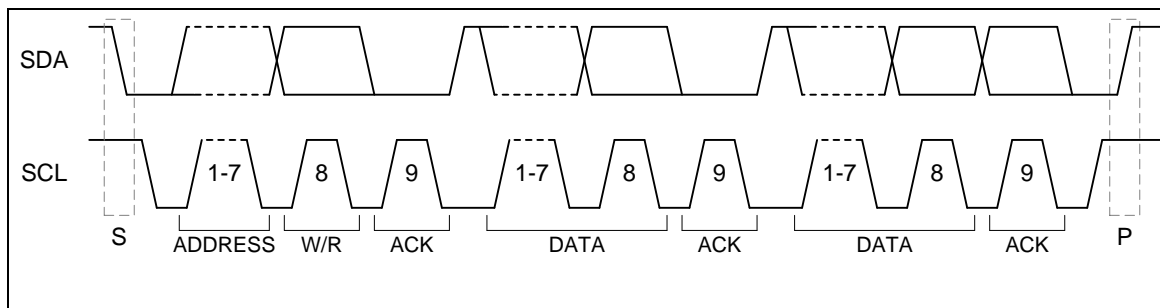 SDA
SCL
1-7 8 9 1-7 8 9 1-7 8 9
S ADDRESS W/R ACK DATA ACK DATA ACK P